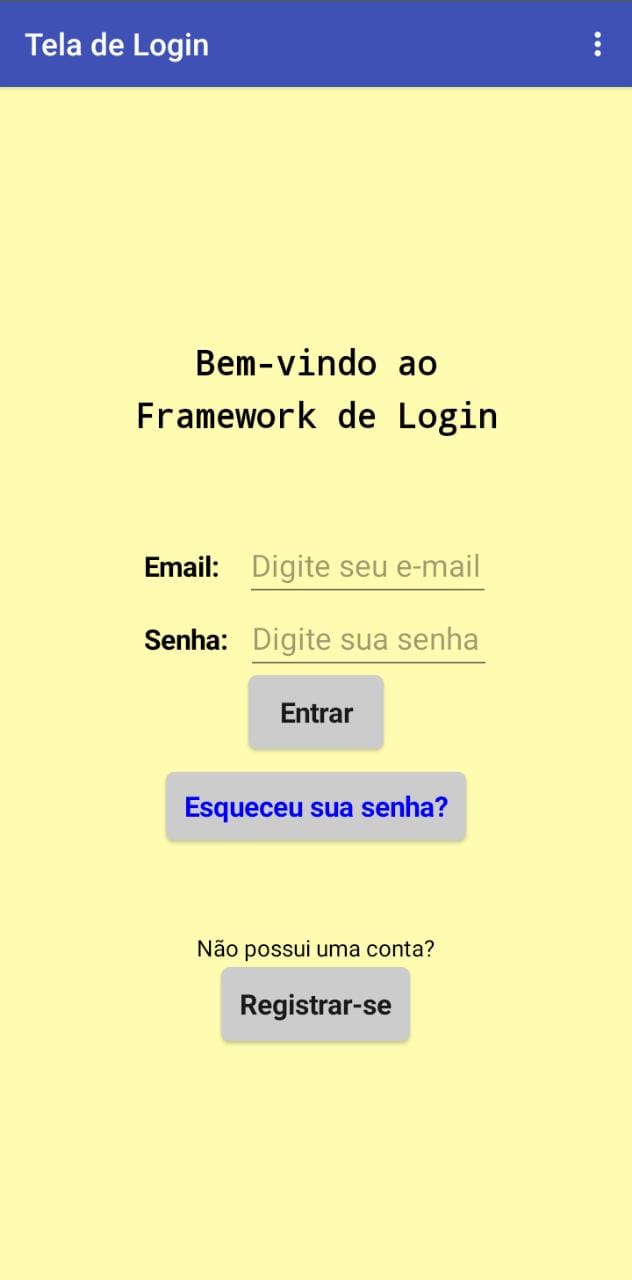 Tela de Login
Bem-vindo ao
Framework de Login
Email: Digite seu e-mail
Senha: Digite sua senha
Entrar
Esqueceu sua senha?
Não possui uma conta?
Registrar-se